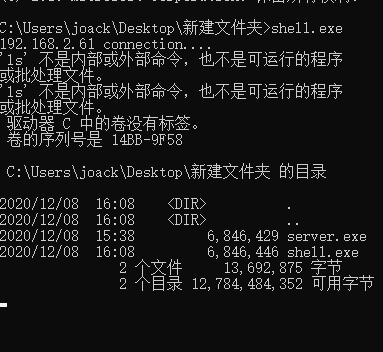 C:\Users\joack\Desktop\新建文件夹>shell.exe
192.168.2.61 connection....
'ls' 不是内部或外部命令，也不是可运行的程序
或批处理文件。
'ls' 不是内部或外部命令，也不是可运行的程序
或批处理文件。
驱动器 C 中的卷没有标签。
卷的序列号是 14BB-9F58
C:\Users\joack\Desktop\新建文件夹 的目录
2020/12/08 16:08 <DIR> .
2020/12/08 16:08 <DIR> ..
2020/12/08 15:38 6,846,429 server.exe
2020/12/08 16:08 6,846,446 shell.exe
2 个文件 13,692,875 字节
2 个目录 12,784,484,352 可用字节